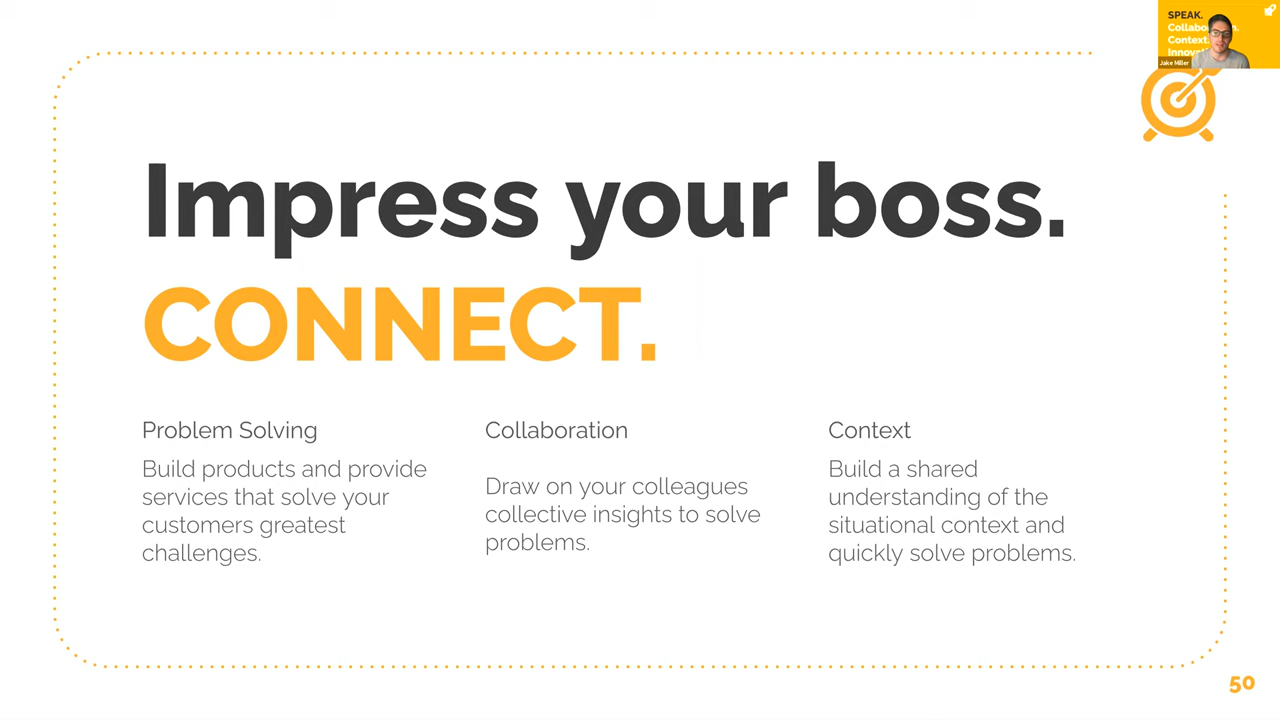 SPEAK.
Context
Jake Miller
Impress your boss.
CONNECT.
Problem Solving
Build products and provide
services that solve your
customers greatest
challenges.
Collaboration
Draw on your colleagues
collective insights to solve
problems.
Context
Build a shared
understanding of the
situational context and
quickly solve problems.
50